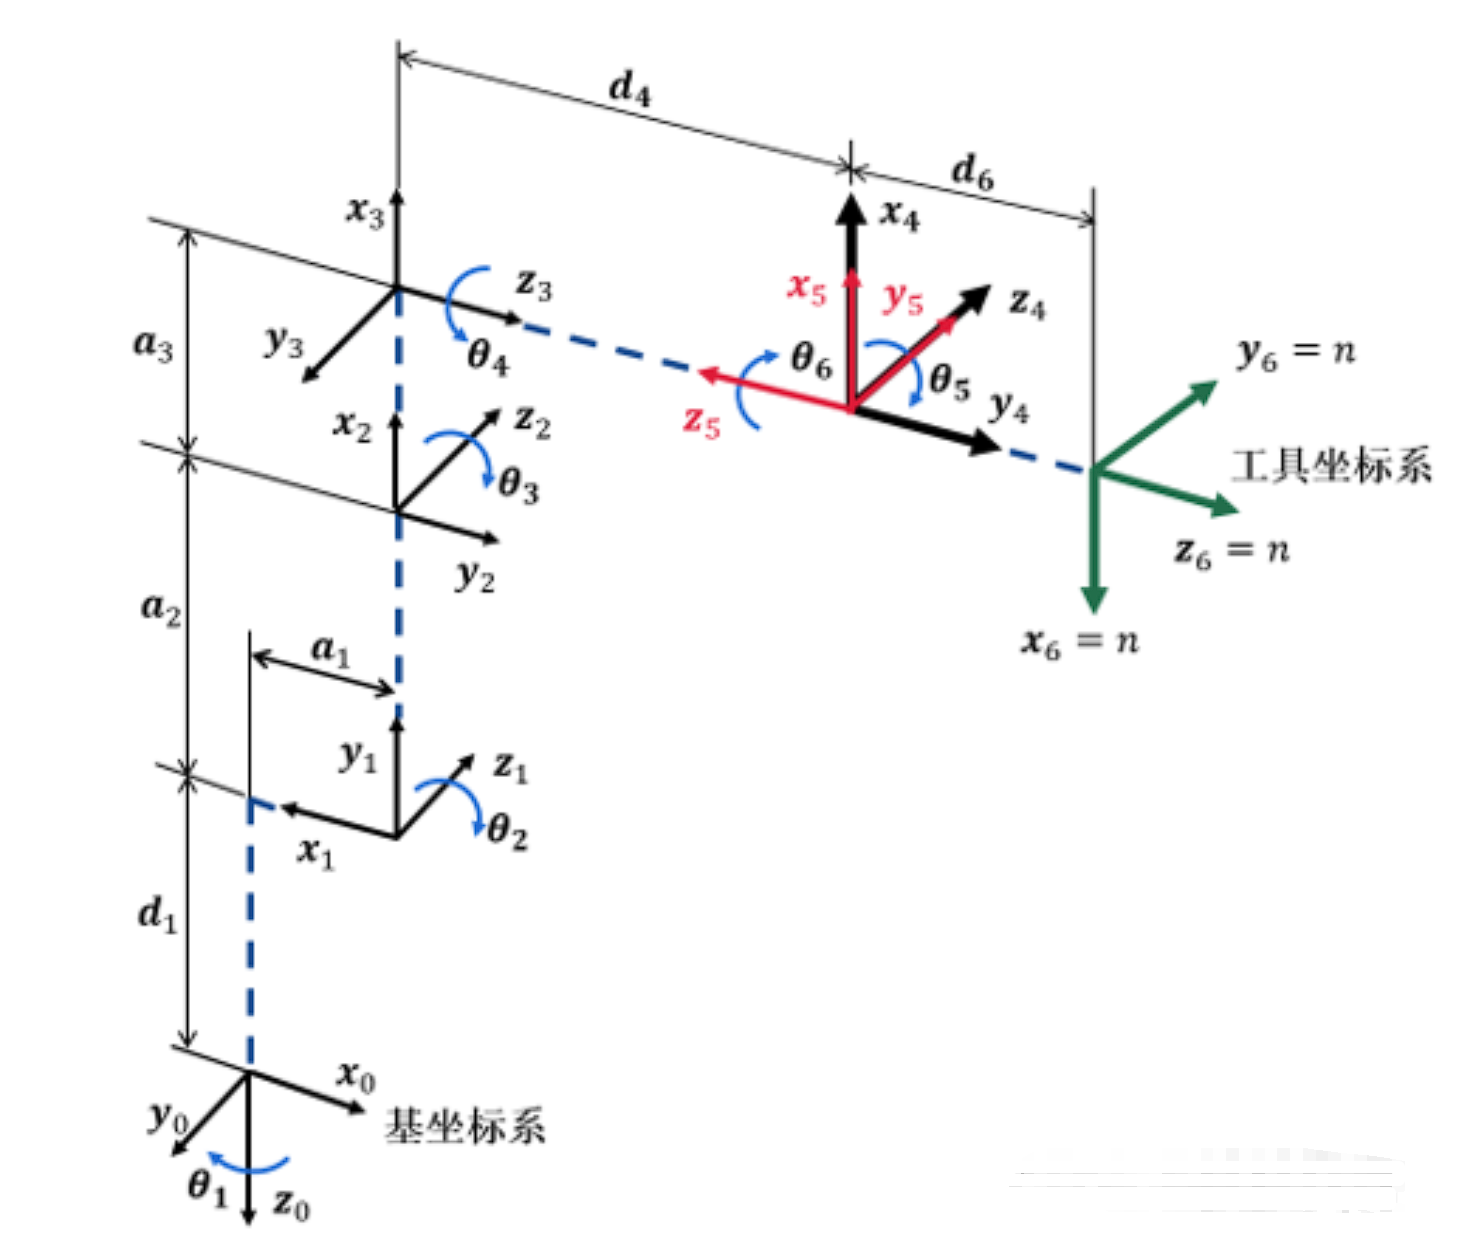 d₄
d₆
x₃
x₄
z₃
x₅
y₅
z₄
a₃
y₃
θ₄
θ₆
θ₅
y₆ = n
x₂
z₂
z₅
y₄
θ₃
工具坐标系
z₆ = n
y₂
a₂
a₁
x₆ = n
y₁
z₁
θ₂
x₁
d₁
x₀
y₀
基坐标系
θ₁
z₀